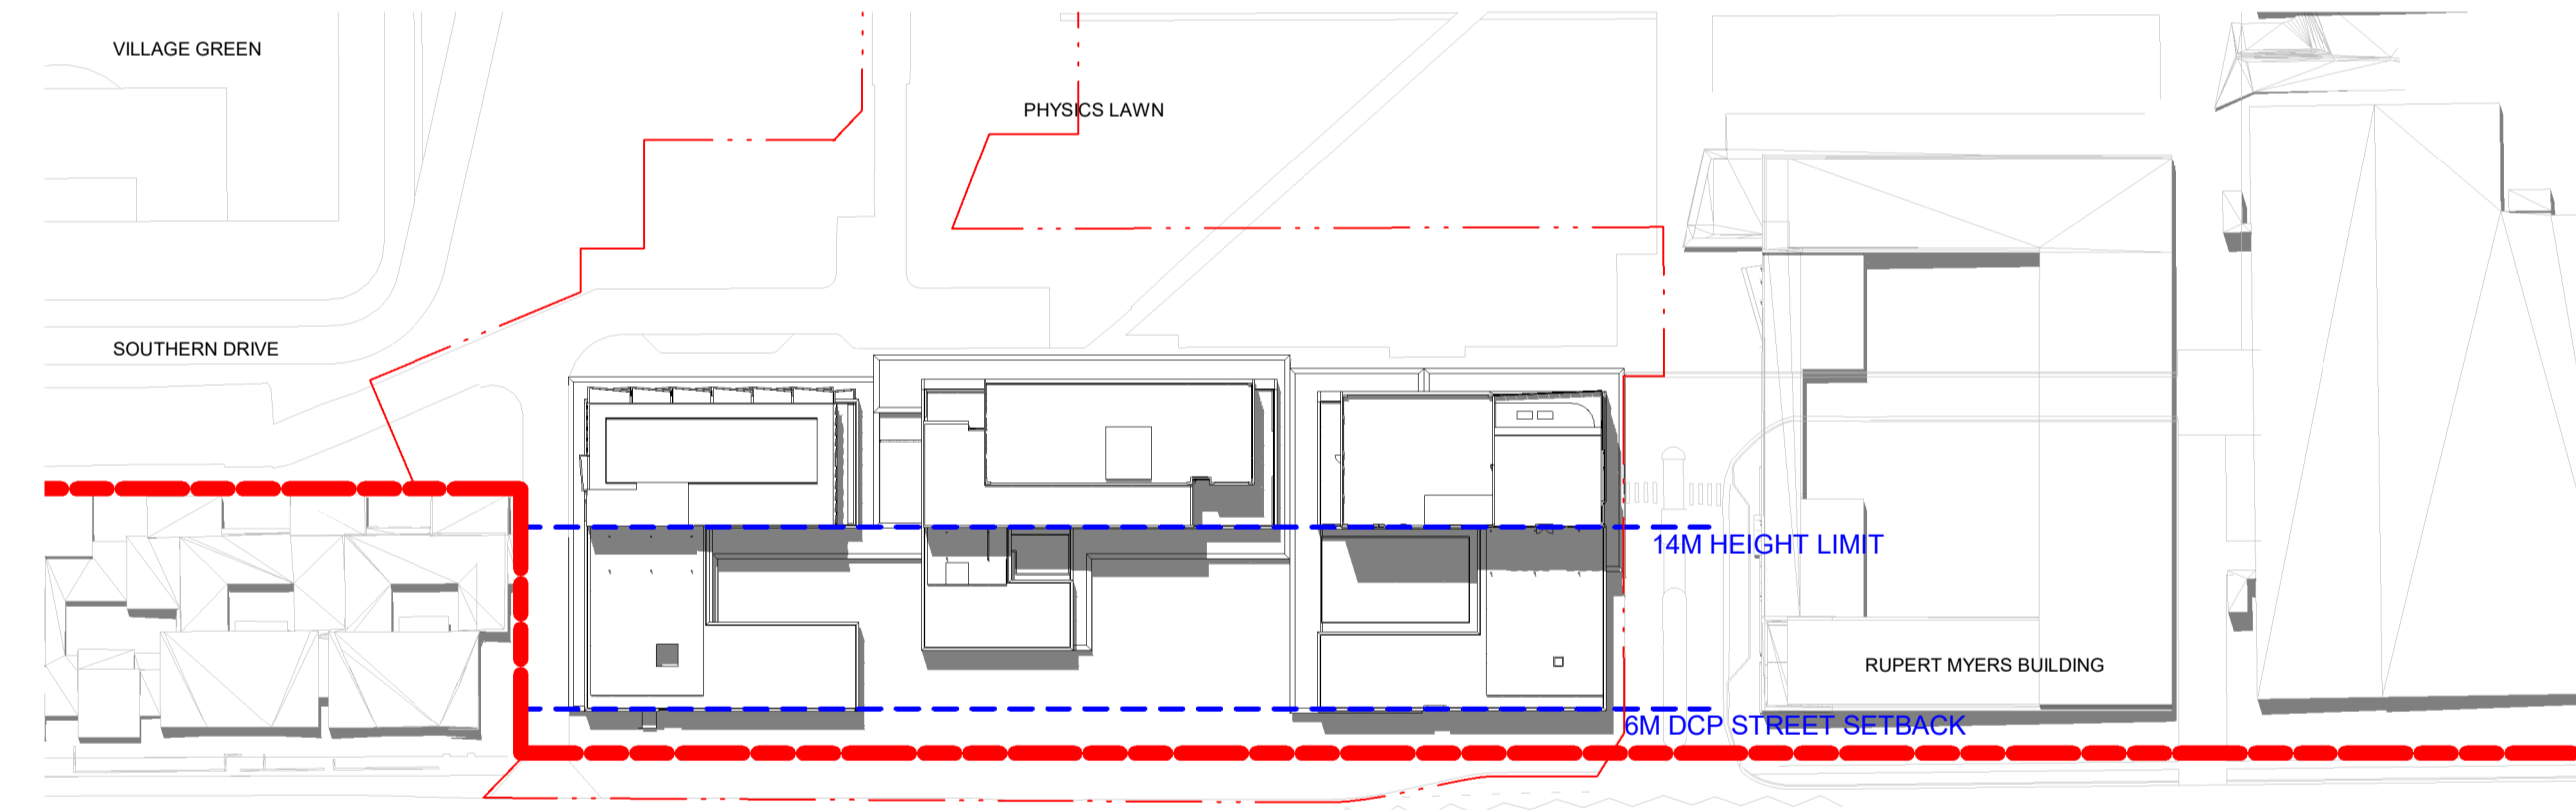 VILLAGE GREEN
PHYSICS LAWN
SOUTHERN DRIVE
14M HEIGHT LIMIT
RUPERT MYERS BUILDING
6M DCP STREET SETBACK